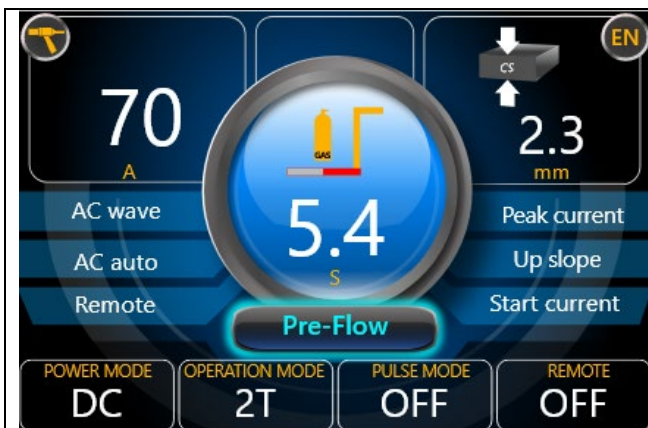 EN
CS
70
A
2.3
mm
GAS
5.4
S
AC wave
AC auto
Remote
Peak current
Up slope
Start current
Pre-Flow
POWER MODE
DC
OPERATION MODE
2T
PULSE MODE
OFF
REMOTE
OFF